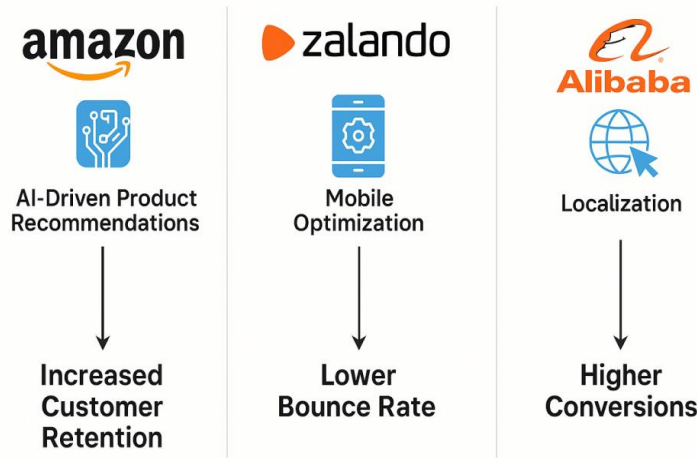 amazon
AI-Driven Product
Recommendations
Increased
Customer
Retention
zalando
Mobile
Optimization
Lower
Bounce Rate
Alibaba
Localization
Higher
Conversions